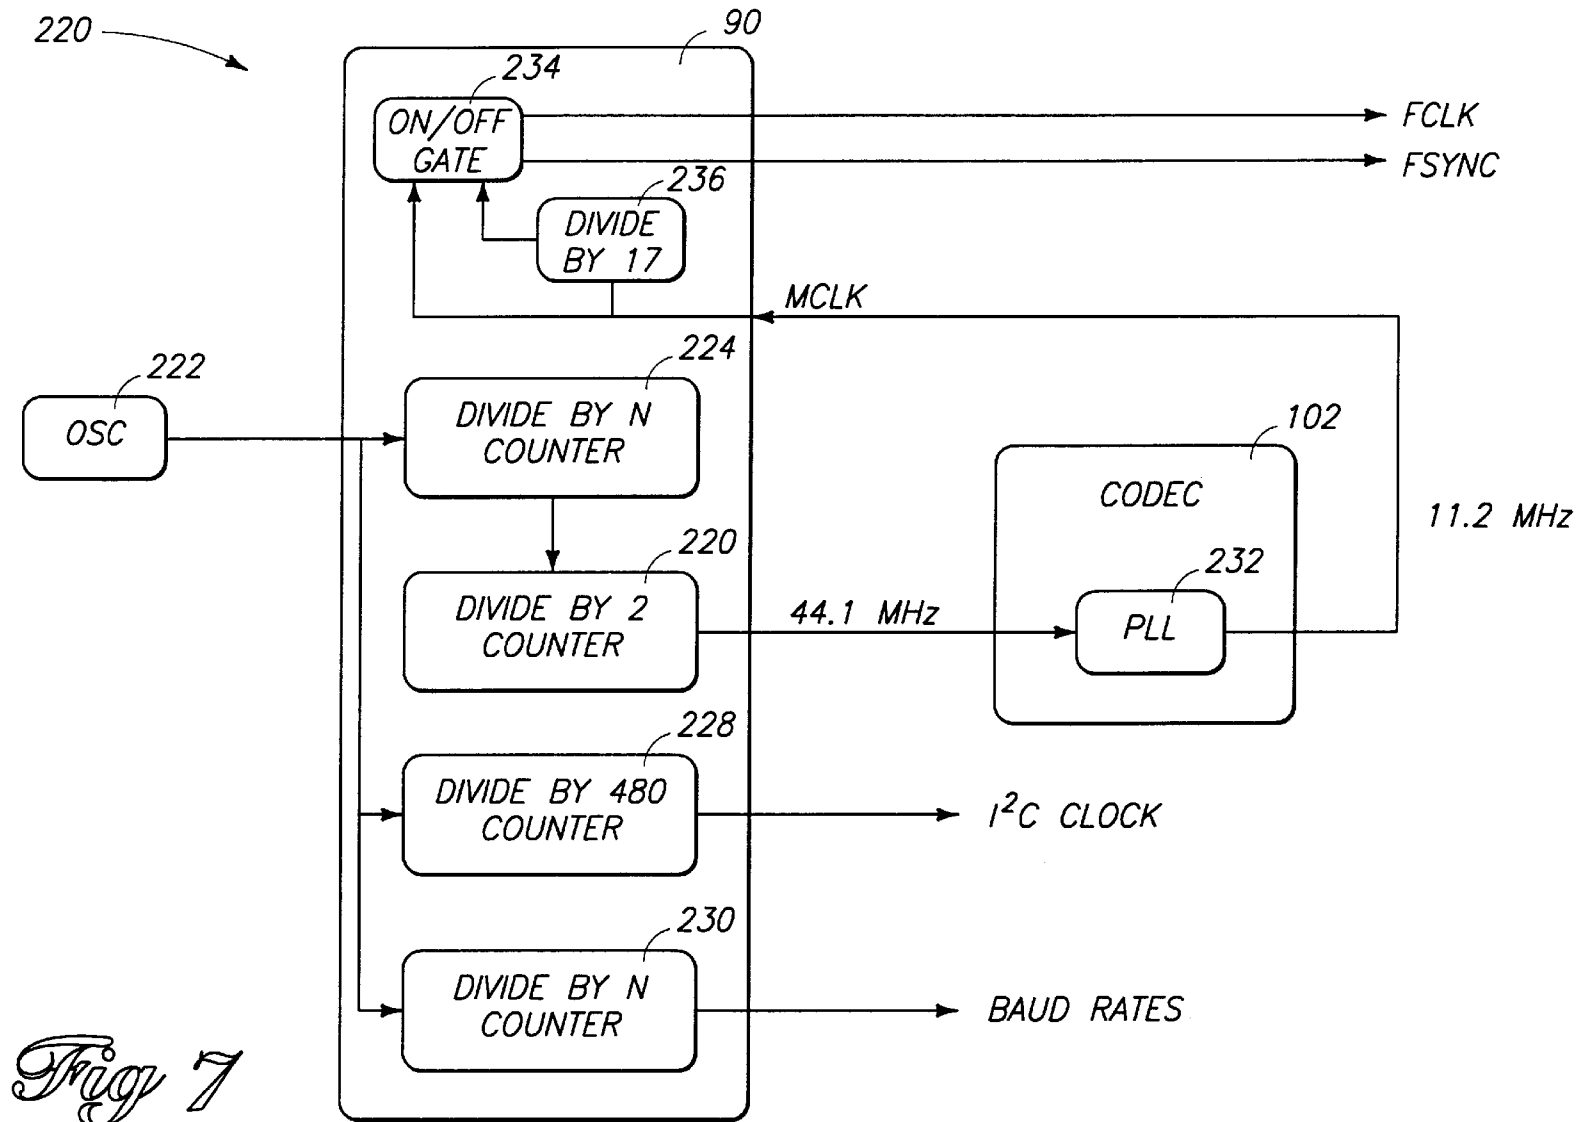 220
90
234
ON/OFF
GATE
FCLK
FSYNC
236
DIVIDE
BY 17
MCLK
222
OSC
224
DIVIDE BY N
COUNTER
102
CODEC
11.2 MHz
220
DIVIDE BY 2
COUNTER
44.1 MHz
232
PLL
228
DIVIDE BY 480
COUNTER
I²C CLOCK
230
DIVIDE BY N
COUNTER
BAUD RATES
Fig 7